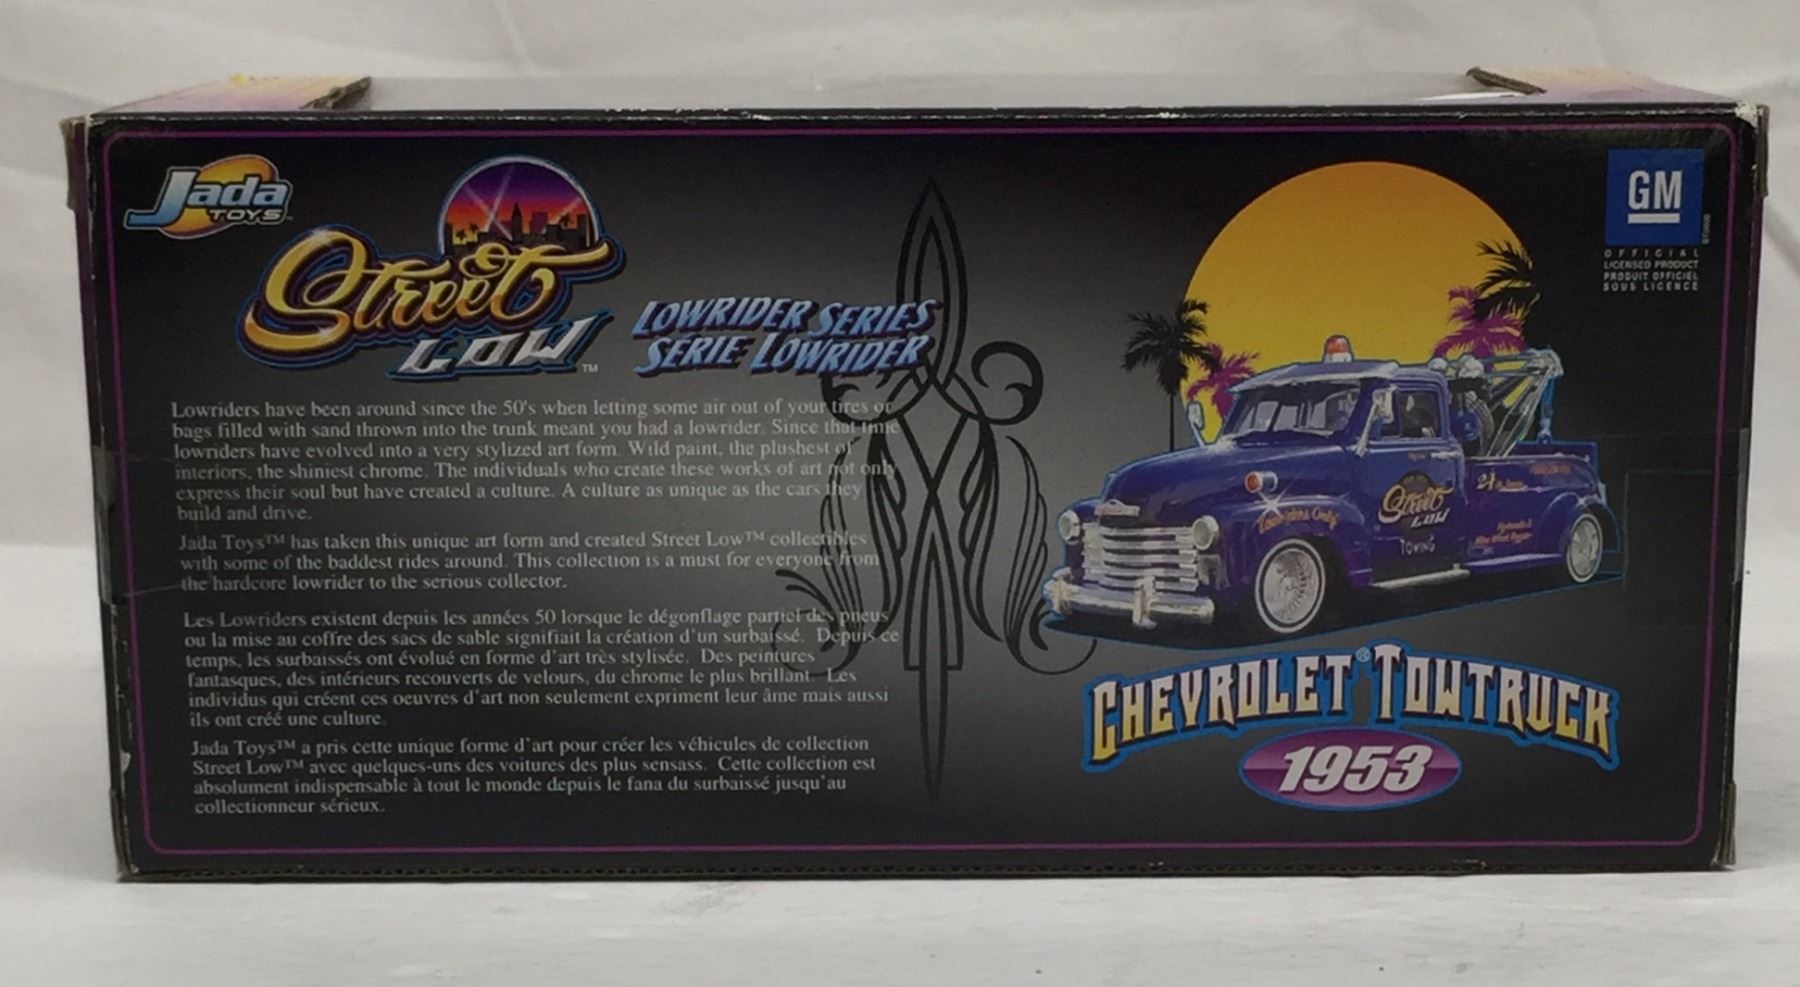 Jada
TOYS
Street
LOW™
LOWRIDER SERIES
SERIE LOWRIDER
Lowriders have been around since the 50's when letting some air out of your tires or
bags filled with sand thrown into the trunk meant you had a lowrider. Since that time
lowriders have evolved into a very stylized art form. Wild paint, the plushest of
interiors, the shiniest chrome. The individuals who create these works of art not only
express their soul but have created a culture. A culture as unique as the cars they
build and drive.
Jada Toys™ has taken this unique art form and created Street Low™ collectibles
with some of the baddest rides around. This collection is a must for everyone from
the hardcore lowrider to the serious collector.
Les Lowriders existent depuis les années 50 lorsque le dégonflage partiel des pneus
ou la mise au coffre des sacs de sable signifiait la création d'un surbaissé. Depuis ce
temps, les surbaissés ont évolué en forme d'art très stylisée. Des peintures
fantasques, des intérieurs recouverts de velours, du chrome le plus brillant. Les
individus qui créent ces oeuvres d'art non seulement expriment leur âme mais aussi
ils ont créé une culture.
Jada Toys™ a pris cette unique forme d'art pour créer les véhicules de collection
Street Low™ avec quelques-uns des voitures des plus sensass. Cette collection est
absolument indispensable à tout le monde depuis le fana du surbaissé jusqu'au
collectionneur sérieux.
GM
OFFICIAL
LICENSED PRODUCT
PRODUIT OFFICIEL
SOUS LICENCE
Lowriders Only
Street
LOW
TOWING
CHEVROLET® TOWTRUCK
1953